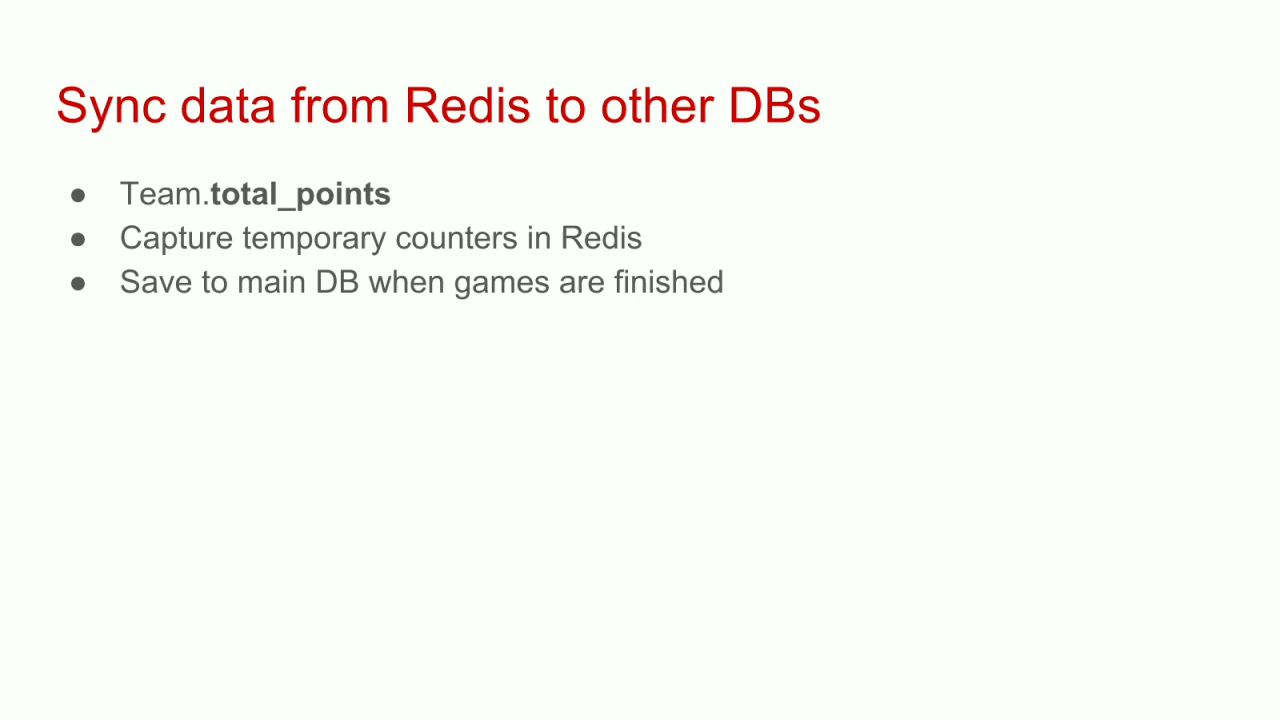 Sync data from Redis to other DBs
● Team.total_points
● Capture temporary counters in Redis
● Save to main DB when games are finished